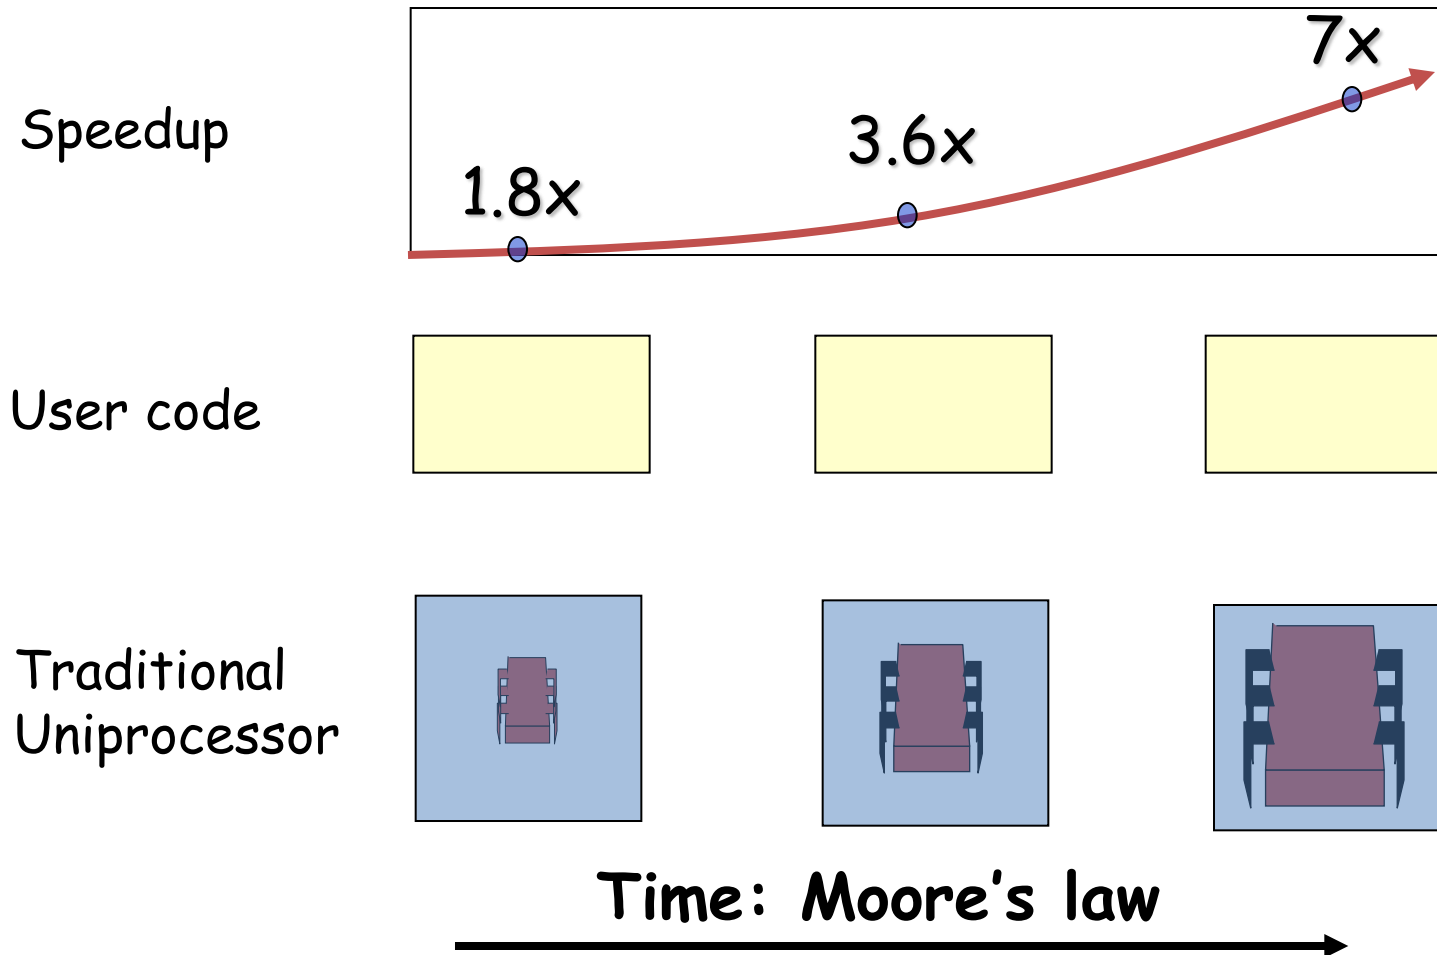 7x
3.6x
Speedup
1.8x
User code
Traditional
Uniprocessor
Time: Moore's law